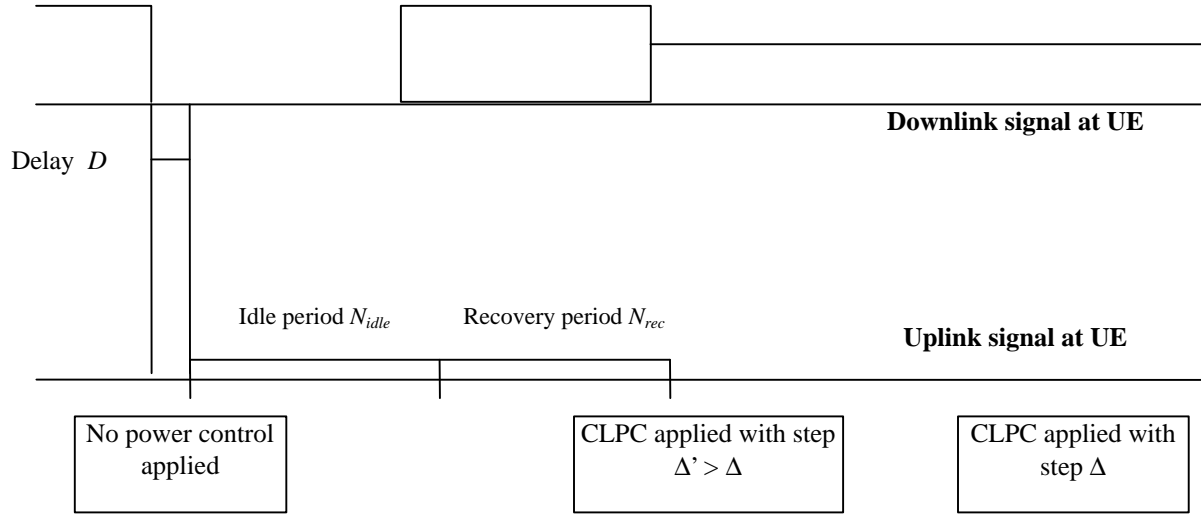 Downlink signal at UE
Delay D
Idle period N_idle
Recovery period N_rec
Uplink signal at UE
No power control
applied
CLPC applied with step
Δ’ > Δ
CLPC applied with
step Δ